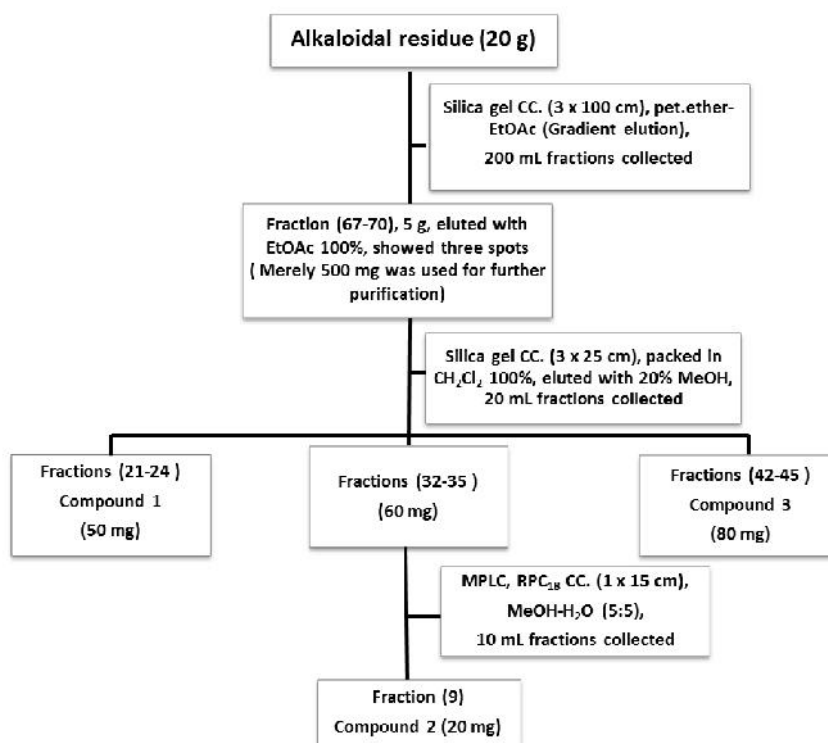 Alkaloidal residue (20 g)
Silica gel CC. (3 x 100 cm), pet.ether-
EtOAc (Gradient elution),
200 mL fractions collected
Fraction (67-70), 5 g, eluted with
EtOAc 100%, showed three spots
( Merely 500 mg was used for further
purification)
Silica gel CC. (3 x 25 cm), packed in
CH₂Cl₂ 100%, eluted with 20% MeOH,
20 mL fractions collected
Fractions (21-24 )
Compound 1
(50 mg)
Fractions (32-35 )
(60 mg)
Fractions (42-45)
Compound 3
(80 mg)
MPLC, RPC₁₈ CC. (1 x 15 cm),
MeOH-H₂O (5:5),
10 mL fractions collected
Fraction (9)
Compound 2 (20 mg)